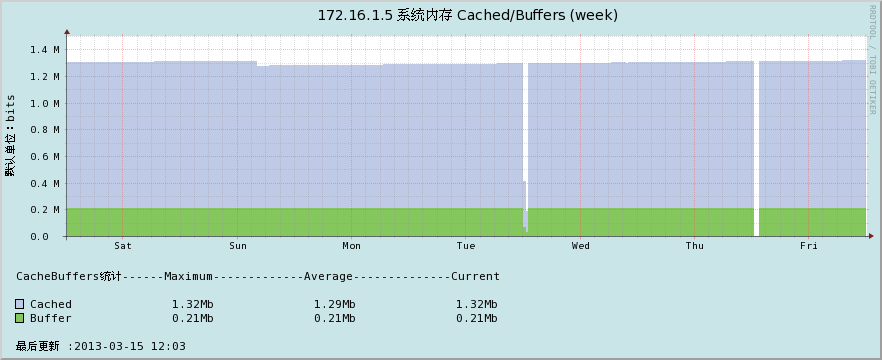 172.16.1.5 系统内存 Cached/Buffers (week)
RRDTOOL / TOBI OETIKER
默认单位：bits
1.4 M
1.2 M
1.0 M
0.8 M
0.6 M
0.4 M
0.2 M
0.0
Sat Sun Mon Tue Wed Thu Fri
CacheBuffers统计------Maximum-------------Average--------------Current
Cached 1.32Mb 1.29Mb 1.32Mb
Buffer 0.21Mb 0.21Mb 0.21Mb
最后更新 :2013-03-15 12:03